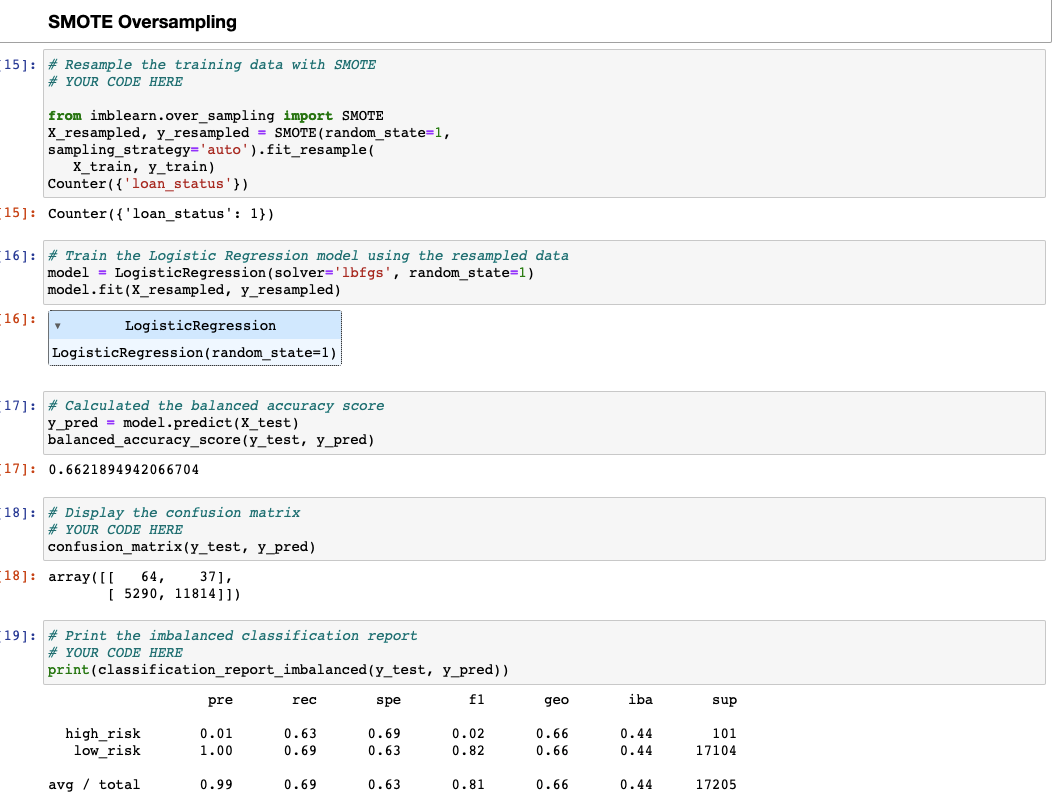 SMOTE Oversampling
[15]: # Resample the training data with SMOTE
# YOUR CODE HERE
from imblearn.over_sampling import SMOTE
X_resampled, y_resampled = SMOTE(random_state=1,
sampling_strategy='auto').fit_resample(
X_train, y_train)
Counter({'loan_status'})
[15]: Counter({'loan_status': 1})
[16]: # Train the Logistic Regression model using the resampled data
model = LogisticRegression(solver='lbfgs', random_state=1)
model.fit(X_resampled, y_resampled)
[16]: ▾ LogisticRegression
LogisticRegression(random_state=1)
[17]: # Calculated the balanced accuracy score
y_pred = model.predict(X_test)
balanced_accuracy_score(y_test, y_pred)
[17]: 0.6621894942066704
[18]: # Display the confusion matrix
# YOUR CODE HERE
confusion_matrix(y_test, y_pred)
[18]: array([[ 64, 37],
[ 5290, 11814]])
[19]: # Print the imbalanced classification report
# YOUR CODE HERE
print(classification_report_imbalanced(y_test, y_pred))
pre rec spe f1 geo iba sup
high_risk 0.01 0.63 0.69 0.02 0.66 0.44 101
low_risk 1.00 0.69 0.63 0.82 0.66 0.44 17104
avg / total 0.99 0.69 0.63 0.81 0.66 0.44 17205